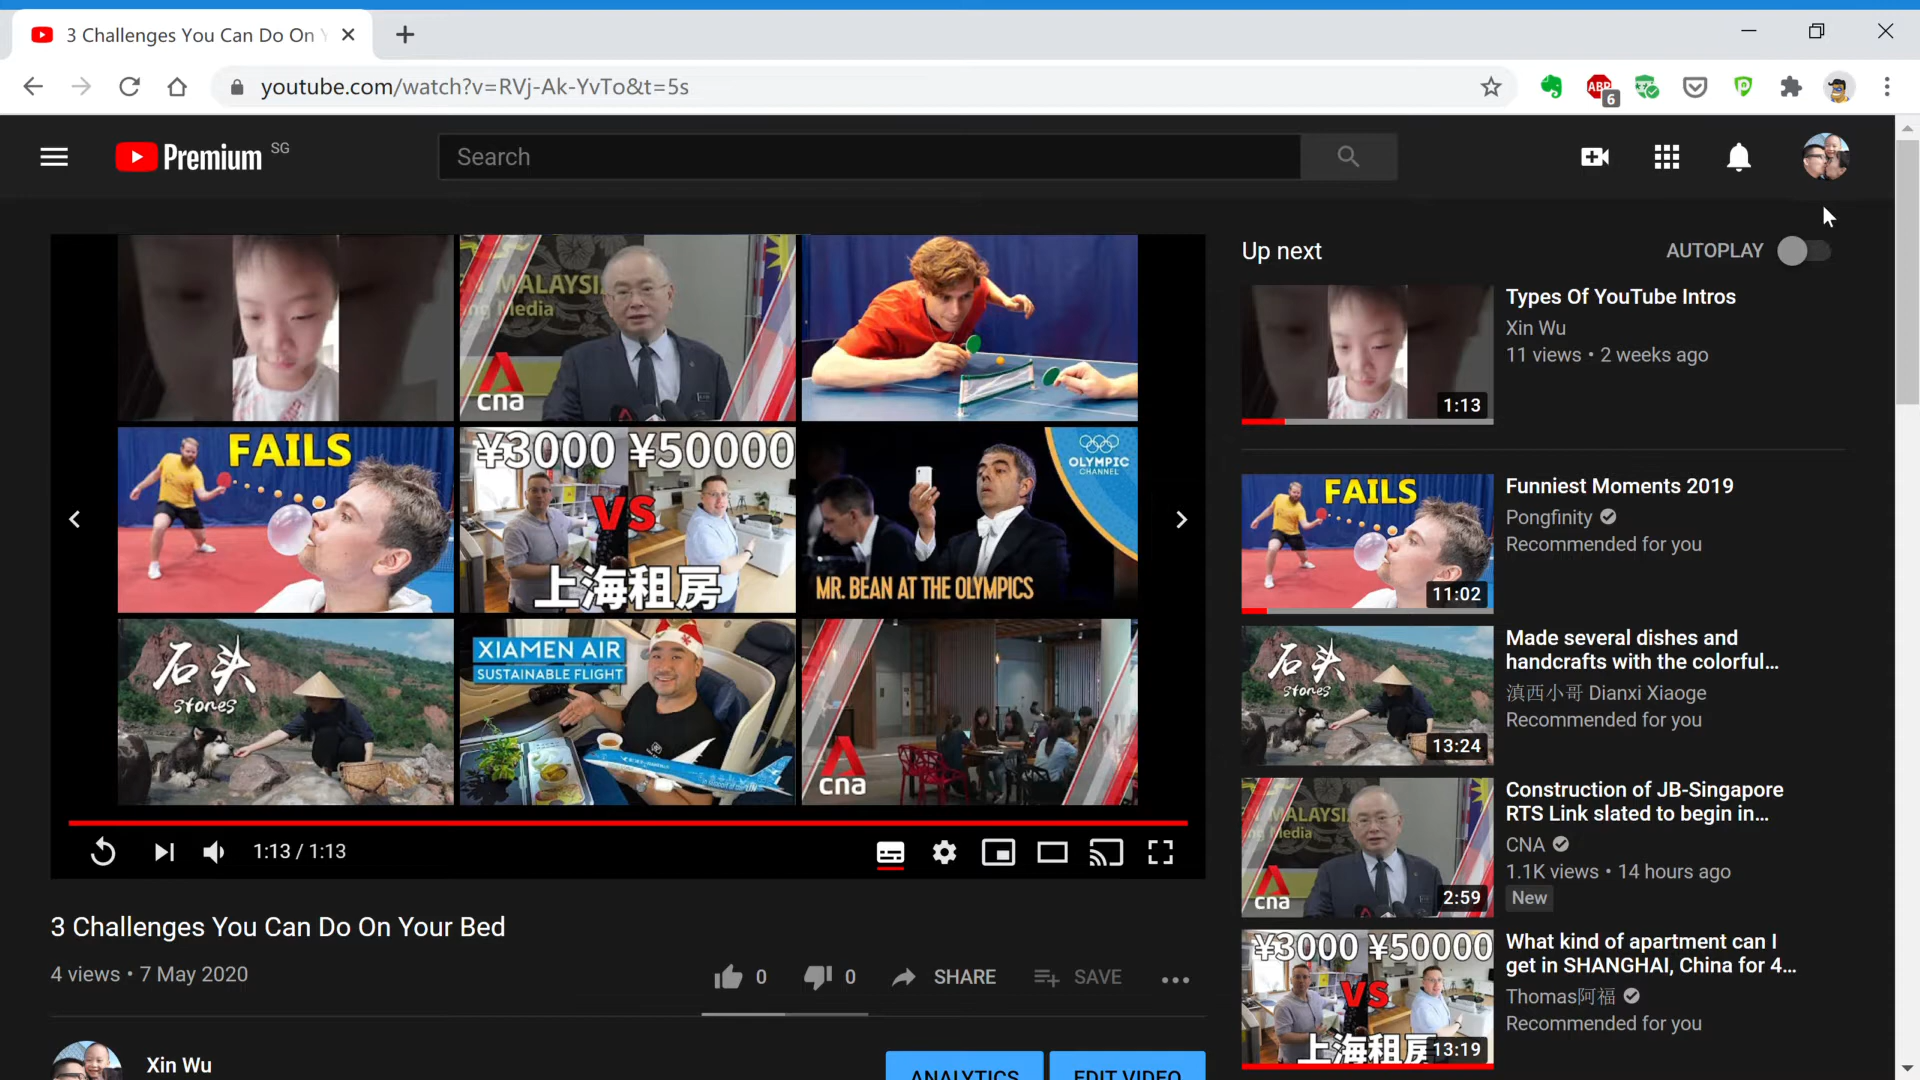 3 Challenges You Can Do On
youtube.com/watch?v=RVj-Ak-YvTo&t=5s
ABP
6
Premium SG
Search
MALAYSI
ng Media
cna
FAILS
¥3000 ¥50000
VS
上海租房
OLYMPIC
CHANNEL
MR. BEAN AT THE OLYMPICS
石头
stones
XIAMEN AIR
SUSTAINABLE FLIGHT
cna
1:13 / 1:13
3 Challenges You Can Do On Your Bed
4 views • 7 May 2020
0
0
SHARE
SAVE
Xin Wu
ANALYTICS
EDIT VIDEO
Up next
AUTOPLAY
1:13
Types Of YouTube Intros
Xin Wu
11 views • 2 weeks ago
FAILS
11:02
Funniest Moments 2019
Pongfinity
Recommended for you
石头
stones
13:24
Made several dishes and
handcrafts with the colorful...
滇西小哥 Dianxi Xiaoge
Recommended for you
MALAYSI
ng Media
cna
2:59
Construction of JB-Singapore
RTS Link slated to begin in...
CNA
1.1K views • 14 hours ago
New
¥3000 ¥50000
VS
上海租房
13:19
What kind of apartment can I
get in SHANGHAI, China for 4...
Thomas阿福
Recommended for you